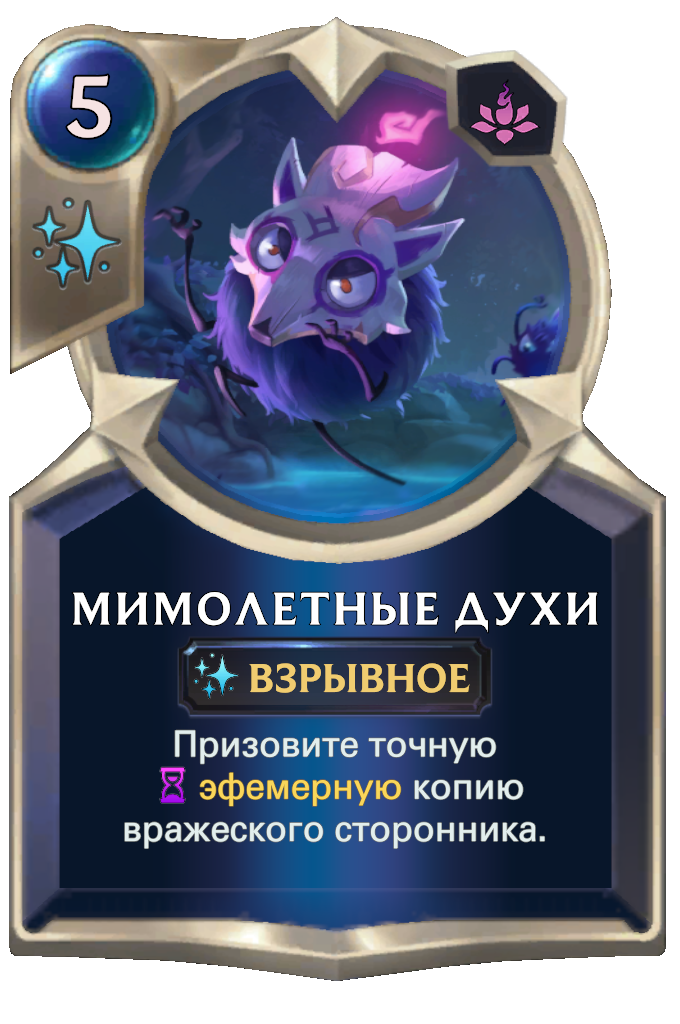 5
МИМОЛЕТНЫЕ ДУХИ
ВЗРЫВНОЕ
Призовите точную
эфемерную копию
вражеского сторонника.